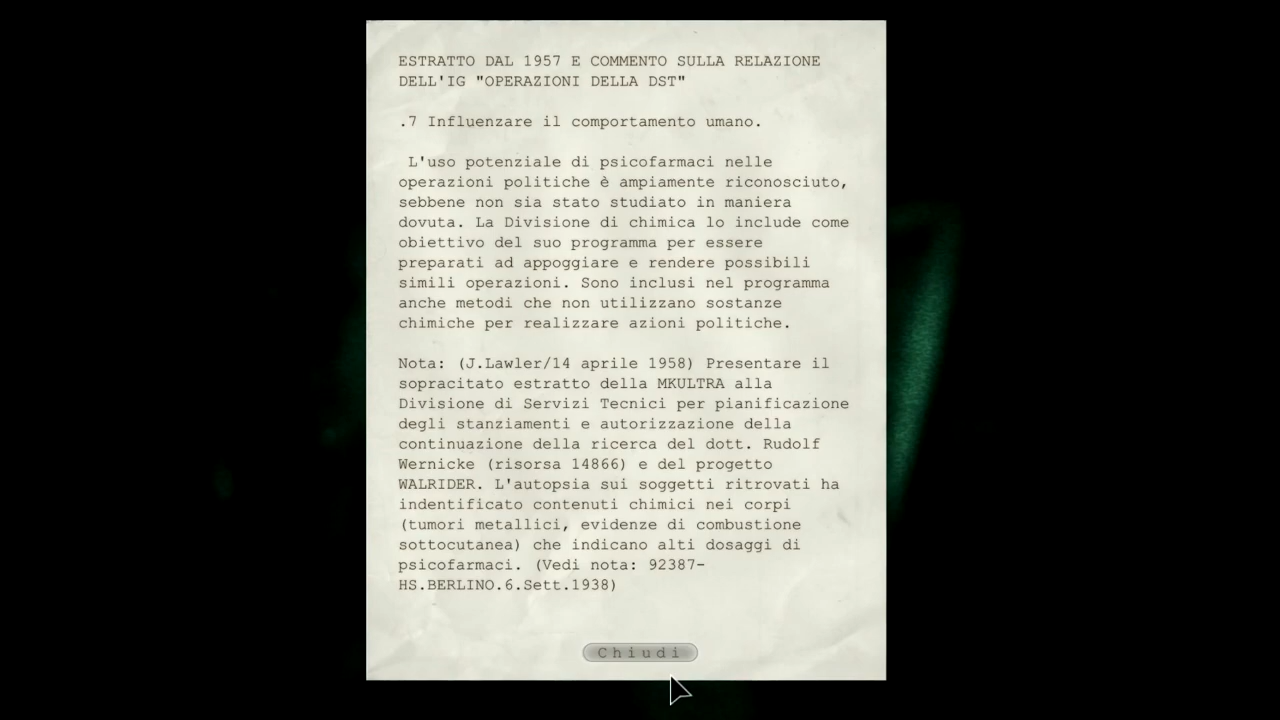 ESTRATTO DAL 1957 E COMMENTO SULLA RELAZIONE
DELL'IG "OPERAZIONI DELLA DST"
.7 Influenzare il comportamento umano.
L'uso potenziale di psicofarmaci nelle
operazioni politiche è ampiamente riconosciuto,
sebbene non sia stato studiato in maniera
dovuta. La Divisione di chimica lo include come
obiettivo del suo programma per essere
preparati ad appoggiare e rendere possibili
simili operazioni. Sono inclusi nel programma
anche metodi che non utilizzano sostanze
chimiche per realizzare azioni politiche.
Nota: (J.Lawler/14 aprile 1958) Presentare il
sopracitato estratto della MKULTRA alla
Divisione di Servizi Tecnici per pianificazione
degli stanziamenti e autorizzazione della
continuazione della ricerca del dott. Rudolf
Wernicke (risorsa 14866) e del progetto
WALRIDER. L'autopsia sui soggetti ritrovati ha
indentificato contenuti chimici nei corpi
(tumori metallici, evidenze di combustione
sottocutanea) che indicano alti dosaggi di
psicofarmaci. (Vedi nota: 92387-
HS.BERLINO.6.Sett.1938)
Chiudi